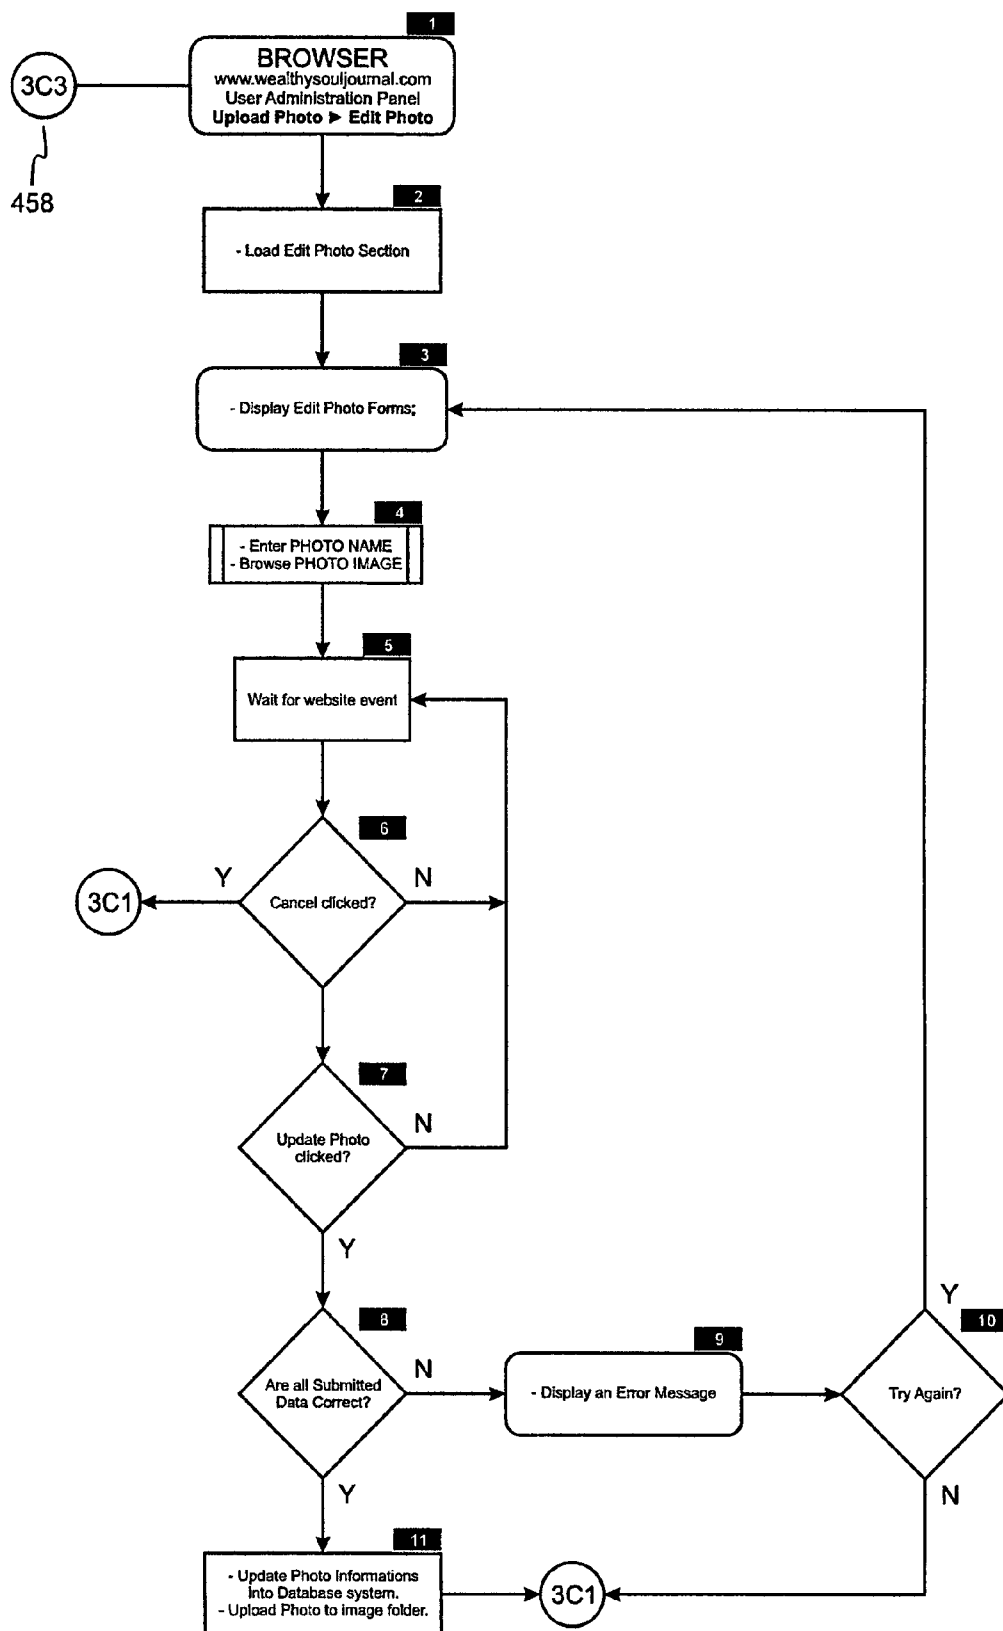 1
BROWSER
www.wealthysouljournal.com
User Administration Panel
Upload Photo ► Edit Photo
3C3
458
2
- Load Edit Photo Section
3
- Display Edit Photo Forms;
4
- Enter PHOTO NAME
- Browse PHOTO IMAGE
5
Wait for website event
6
Y
N
3C1
Cancel clicked?
7
N
Update Photo
clicked?
Y
8
N
Are all Submitted
Data Correct?
9
- Display an Error Message
Y
10
Try Again?
Y
N
11
- Update Photo Informations
into Database system.
- Upload Photo to image folder.
3C1